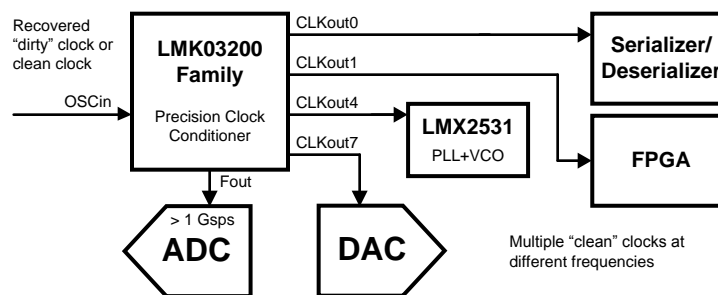 Recovered
“dirty” clock or
clean clock
OSCin
LMK03200
Family
Precision Clock
Conditioner
CLKout0
CLKout1
CLKout4
CLKout7
Fout
Serializer/
Deserializer
LMX2531
PLL+VCO
FPGA
> 1 Gsps
ADC
DAC
Multiple “clean” clocks at
different frequencies